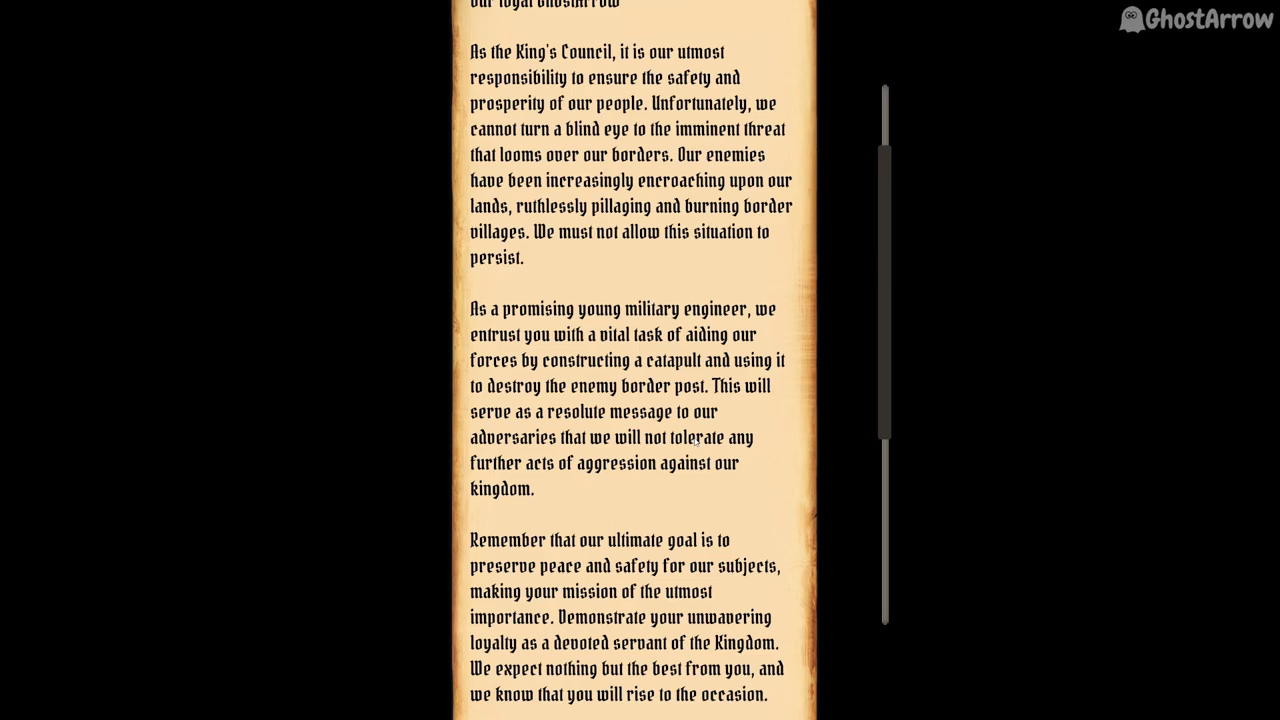 our loyal GhostArrow
GhostArrow
As the King's Council, it is our utmost
responsibility to ensure the safety and
prosperity of our people. Unfortunately, we
cannot turn a blind eye to the imminent threat
that looms over our borders. Our enemies
have been increasingly encroaching upon our
lands, ruthlessly pillaging and burning border
villages. We must not allow this situation to
persist.
As a promising young military engineer, we
entrust you with a vital task of aiding our
forces by constructing a catapult and using it
to destroy the enemy border post. This will
serve as a resolute message to our
adversaries that we will not tolerate any
further acts of aggression against our
kingdom.
Remember that our ultimate goal is to
preserve peace and safety for our subjects,
making your mission of the utmost
importance. Demonstrate your unwavering
loyalty as a devoted servant of the Kingdom.
We expect nothing but the best from you, and
we know that you will rise to the occasion.